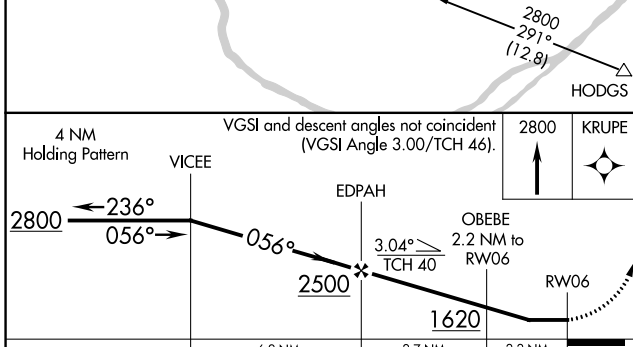 2800
291°
(12.8)
HODGS
VGSI and descent angles not coincident
(VGSI Angle 3.00/TCH 46).
2800
KRUPE
4 NM
Holding Pattern
VICEE
EDPAH
2800
236°
056°
056°
3.04°
TCH 40
OBEBE
2.2 NM to
RW06
2500
1620
RW06